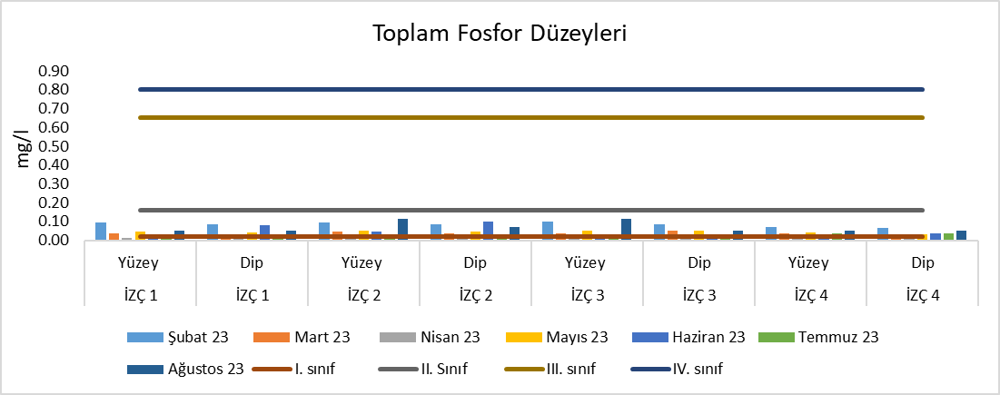 Toplam Fosfor Düzeyleri
mg/l
0.90
0.80
0.70
0.60
0.50
0.40
0.30
0.20
0.10
0.00
Yüzey Dip Yüzey Dip Yüzey Dip Yüzey Dip
İZÇ 1 İZÇ 1 İZÇ 2 İZÇ 2 İZÇ 3 İZÇ 3 İZÇ 4 İZÇ 4
Şubat 23 Mart 23 Nisan 23 Mayıs 23 Haziran 23 Temmuz 23
Ağustos 23 I. sınıf II. Sınıf III. sınıf IV. sınıf